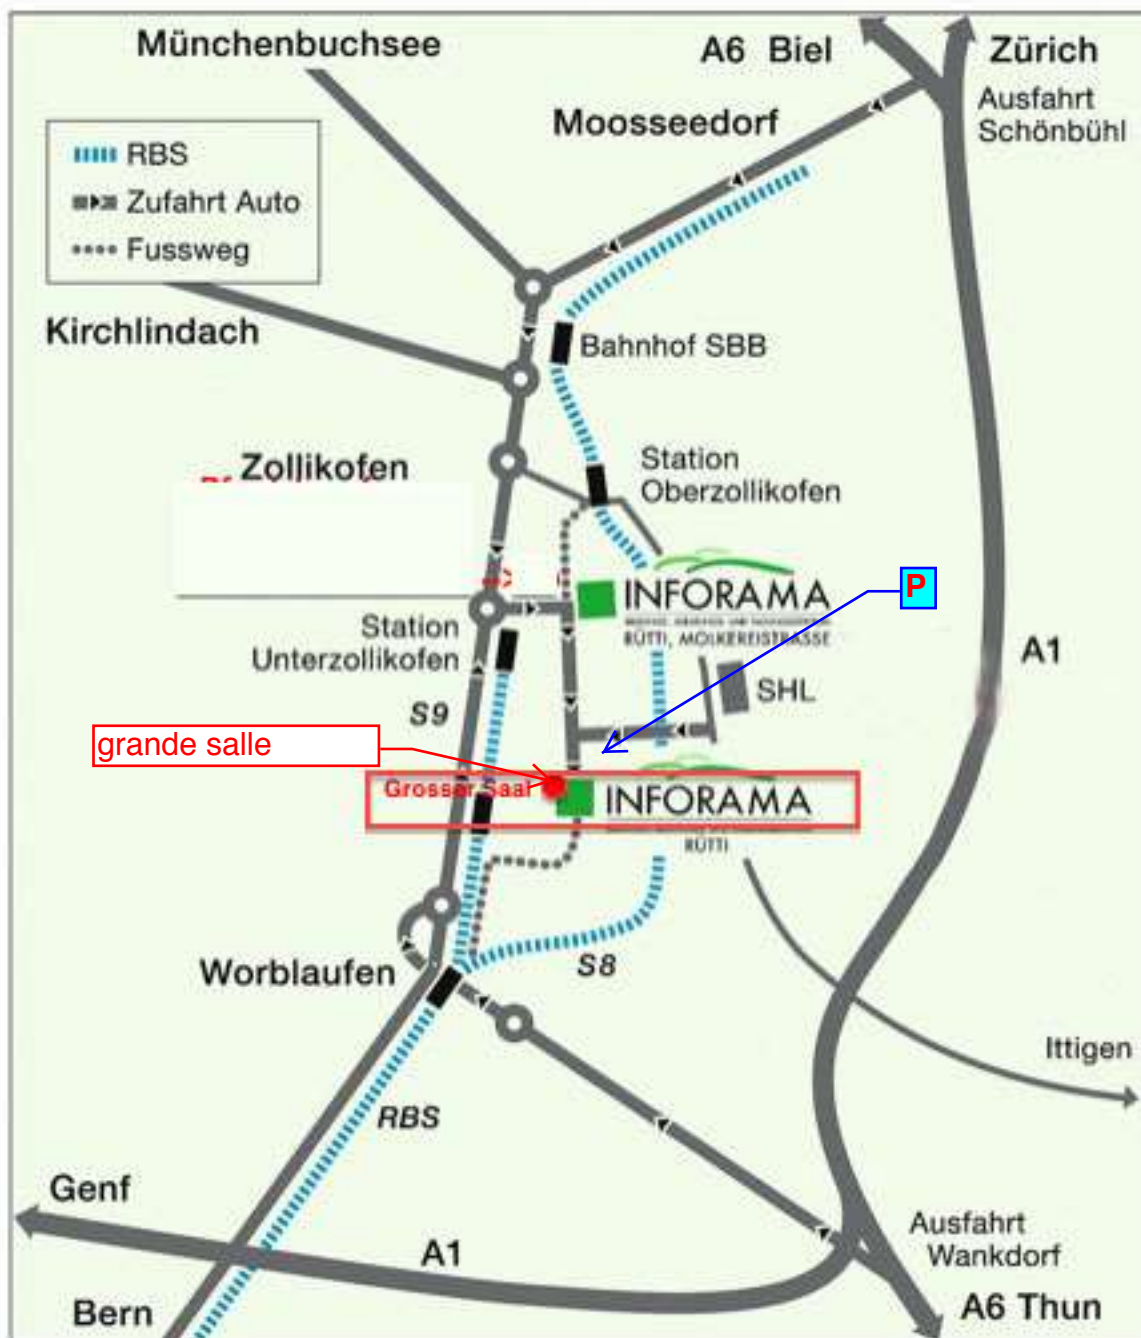 Münchenbuchsee
A6 Biel
Zürich
Ausfahrt
Schönbühl
Moosseedorf
RBS
Zufahrt Auto
Fussweg
Kirchlindach
Bahnhof SBB
Zollikofen
Station
Oberzollikofen
P
INFORAMA
RÜTTI, MOLKEREISTRASSE
Station
Unterzollikofen
A1
SHL
S9
grande salle
Grosser Saal
INFORAMA
RÜTTI
S8
Worblaufen
Ittigen
RBS
Genf
A1
Ausfahrt
Wankdorf
Bern
A6 Thun